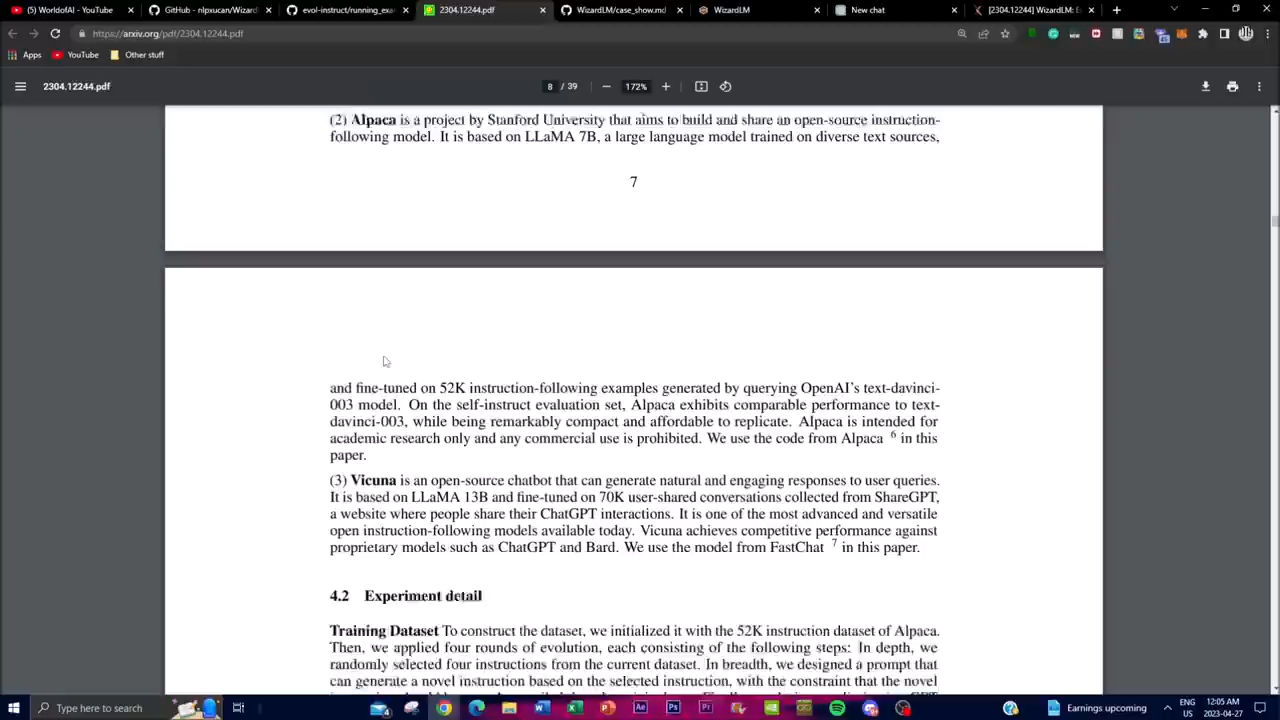 (5) WorldofAI - YouTube
GitHub - nlpxucan/Wizard
evol-instruct/running_exa
2304.12244.pdf
WizardLM/case_show.md
WizardLM
New chat
[2304.12244] WizardLM: E
https://arxiv.org/pdf/2304.12244.pdf
Apps
YouTube
Other stuff
2304.12244.pdf
8 / 39
172%
(2) Alpaca is a project by Stanford University that aims to build and share an open-source instruction-
following model. It is based on LLaMA 7B, a large language model trained on diverse text sources,
7
and fine-tuned on 52K instruction-following examples generated by querying OpenAI's text-davinci-
003 model. On the self-instruct evaluation set, Alpaca exhibits comparable performance to text-
davinci-003, while being remarkably compact and affordable to replicate. Alpaca is intended for
academic research only and any commercial use is prohibited. We use the code from Alpaca 6 in this
paper.
(3) Vicuna is an open-source chatbot that can generate natural and engaging responses to user queries.
It is based on LLaMA 13B and fine-tuned on 70K user-shared conversations collected from ShareGPT,
a website where people share their ChatGPT interactions. It is one of the most advanced and versatile
open instruction-following models available today. Vicuna achieves competitive performance against
proprietary models such as ChatGPT and Bard. We use the model from FastChat 7 in this paper.
4.2 Experiment detail
Training Dataset To construct the dataset, we initialized it with the 52K instruction dataset of Alpaca.
Then, we applied four rounds of evolution, each consisting of the following steps: In depth, we
randomly selected four instructions from the current dataset. In breadth, we designed a prompt that
can generate a novel instruction based on the selected instruction, with the constraint that the novel
Type here to search
Earnings upcoming
ENG
US
12:05 AM
2023-04-27